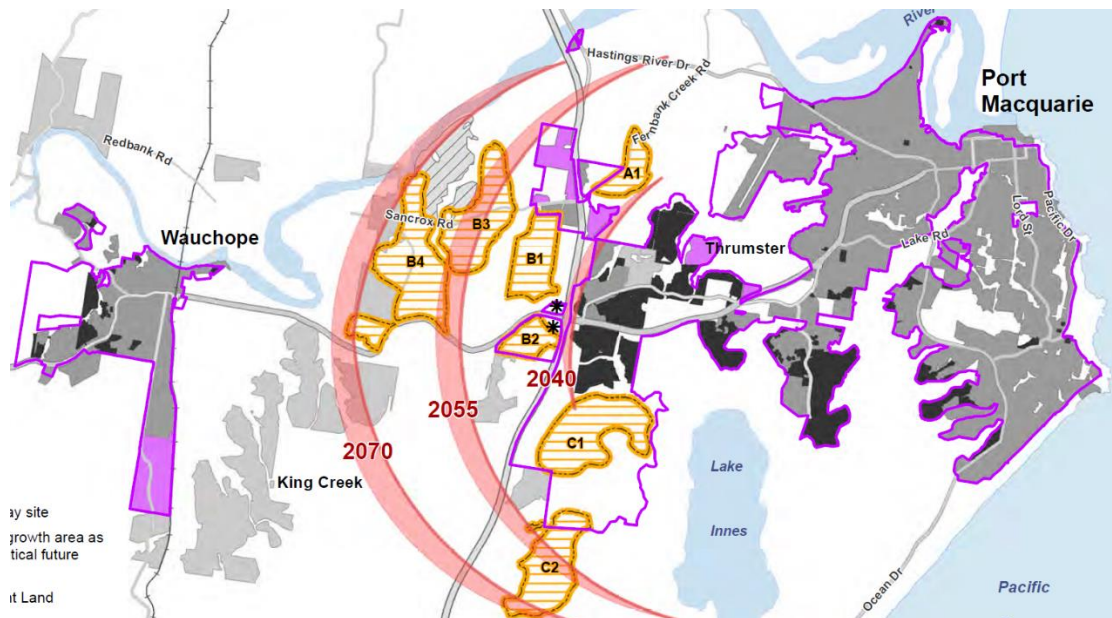 River
Hastings River Dr
Port
Macquarie
Fernbank Creek Rd
Redbank Rd
A1
Sancrox Rd
B3
Wauchope
Lord St
Pacific Dr
Lake Rd
Thrumster
B4
B1
B2
2040
2055
2070
C1
King Creek
Lake
Innes
ay site
growth area as
tical future
C2
Ocean Dr
Pacific
nt Land